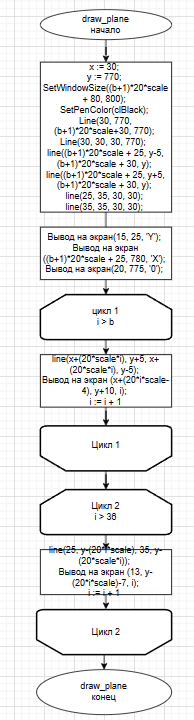 draw_plane
начало
x := 30;
y := 770;
SetWindowSize((b+1)*20*scale
+ 80, 800);
SetPenColor(clBlack);
Line(30, 770,
(b+1)*20*scale+30, 770);
Line(30, 30, 30, 770);
line((b+1)*20*scale + 25, y-5,
(b+1)*20*scale + 30, y);
line((b+1)*20*scale + 25, y+5,
(b+1)*20*scale + 30, y);
line(25, 35, 30, 30);
line(35, 35, 30, 30);
Вывод на экран(15, 25, 'Y');
Вывод на экран
((b+1)*20*scale + 25, 780, 'X');
Вывод на экран(20, 775, '0');
цикл 1
i > b
line(x+(20*scale*i), y+5, x+
(20*scale*i), y-5);
Вывод на экран (x+(20*i*scale-
4), y+10, i);
i := i + 1
Цикл 1
Цикл 2
i > 36
line(25, y-(20*i*scale), 35, y-
(20*scale*i));
Вывод на экран (13, y-
(20*i*scale)-7, i);
i := i + 1
Цикл 2
draw_plane
конец